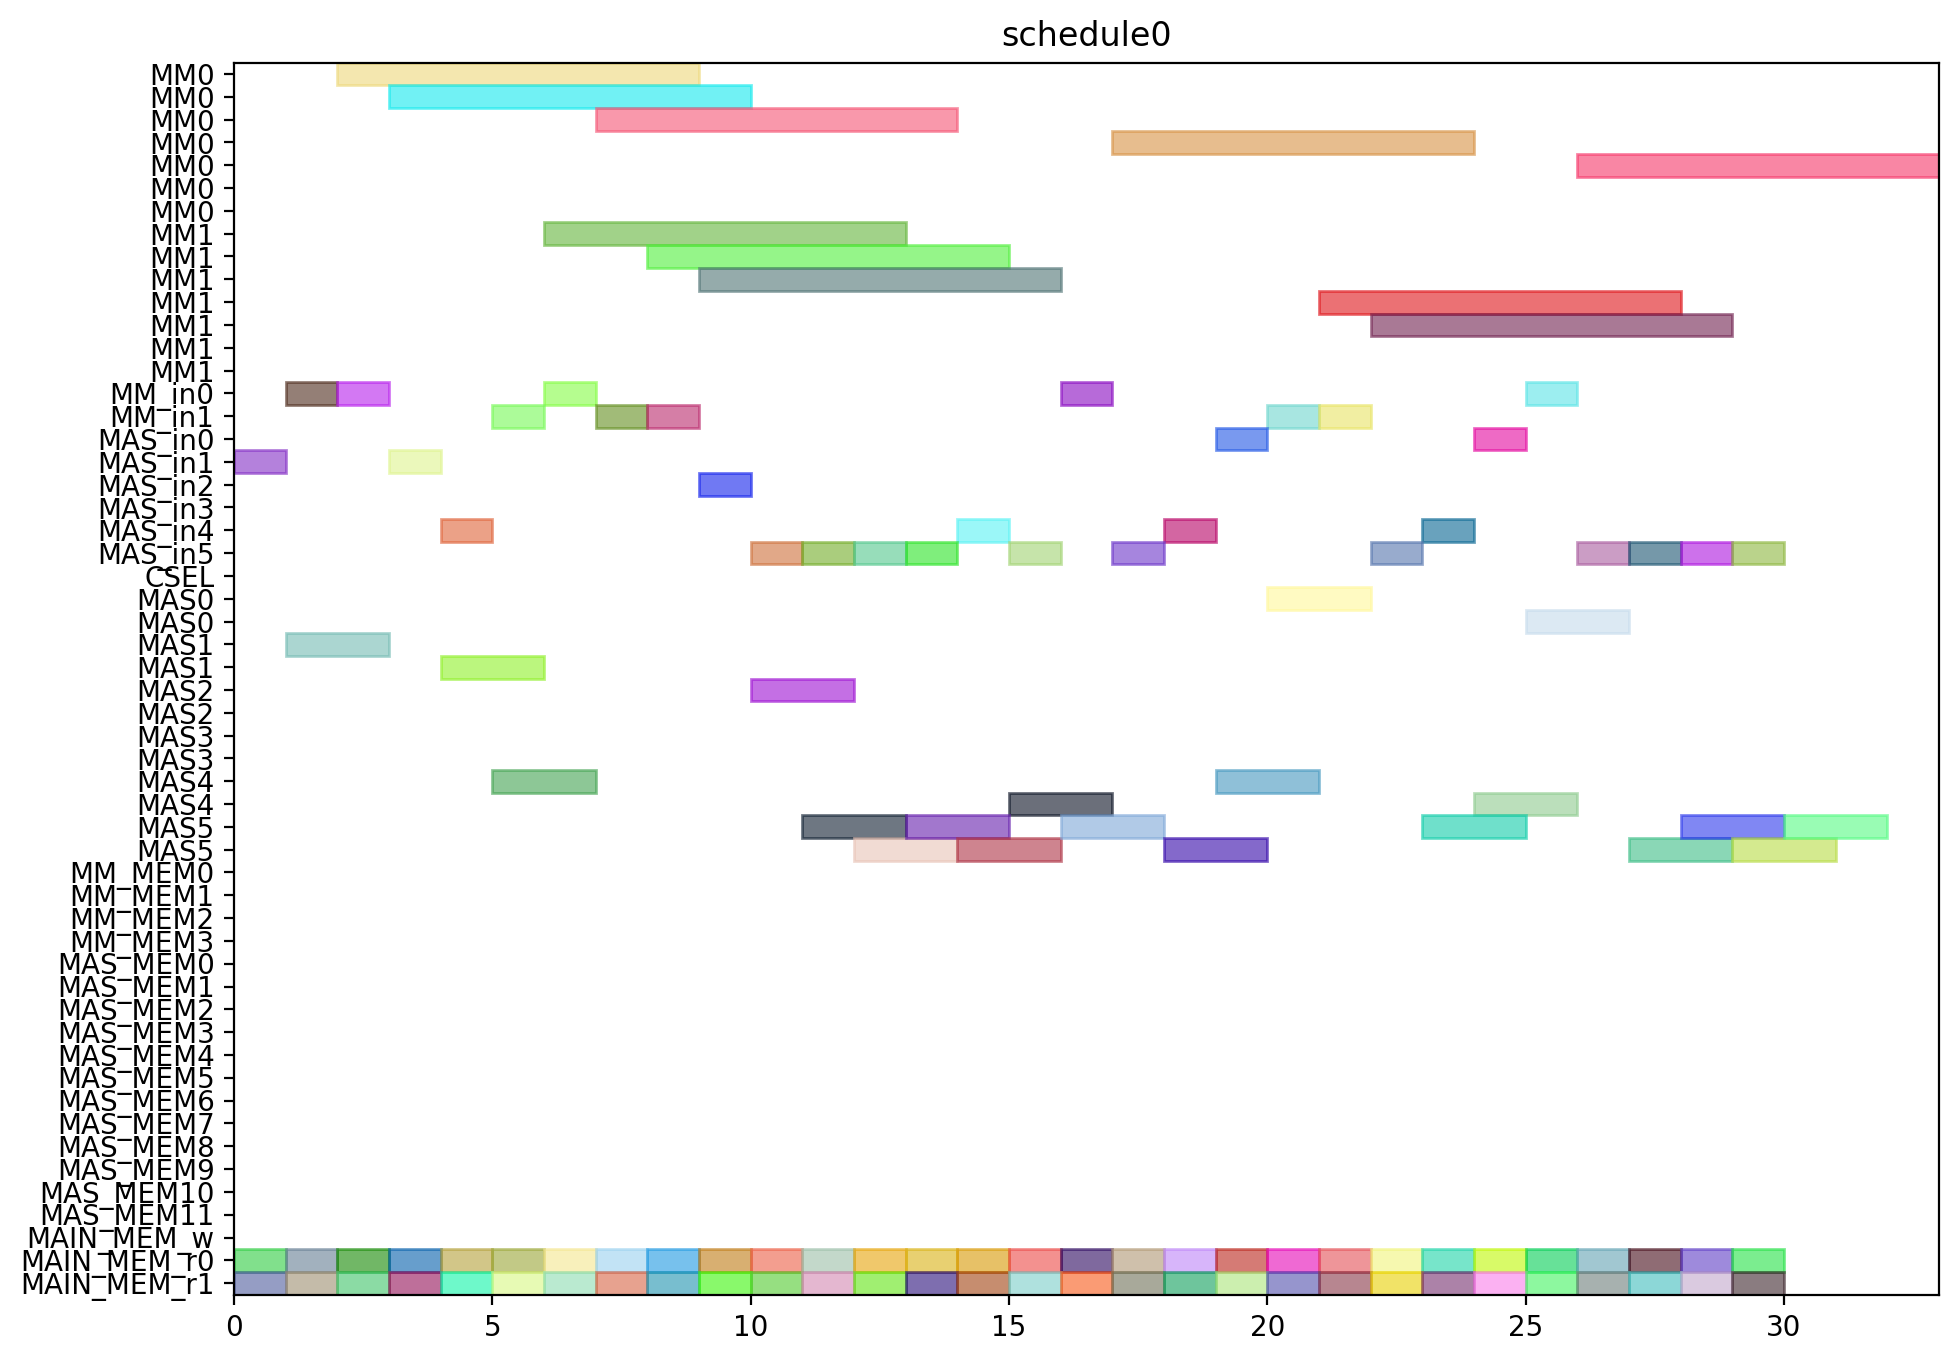 schedule0
MM0
MM0
MM0
MM0
MM0
MM0
MM0
MM1
MM1
MM1
MM1
MM1
MM1
MM1
MM_in0
MM_in1
MAS_in0
MAS_in1
MAS_in2
MAS_in3
MAS_in4
MAS_in5
CSEL
MAS0
MAS0
MAS1
MAS1
MAS2
MAS2
MAS3
MAS3
MAS4
MAS4
MAS5
MAS5
MM_MEM0
MM_MEM1
MM_MEM2
MM_MEM3
MAS_MEM0
MAS_MEM1
MAS_MEM2
MAS_MEM3
MAS_MEM4
MAS_MEM5
MAS_MEM6
MAS_MEM7
MAS_MEM8
MAS_MEM9
MAS_MEM10
MAS_MEM11
MAIN_MEM_w
MAIN_MEM_r0
MAIN_MEM_r1
0 5 10 15 20 25 30